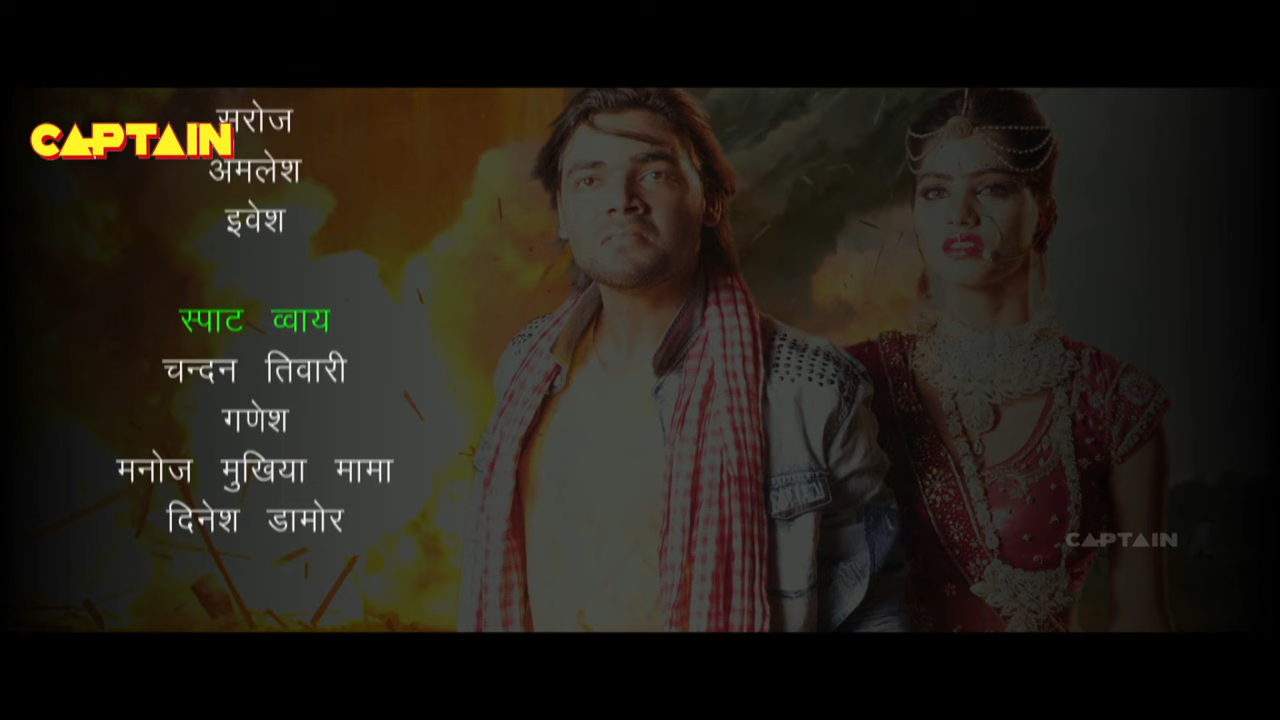 CAPTAIN
सरोज
अमलेश
इवेश
स्पाट व्वाय
चन्दन तिवारी
गणेश
मनोज मुखिया मामा
दिनेश डामोर
CAPTAIN